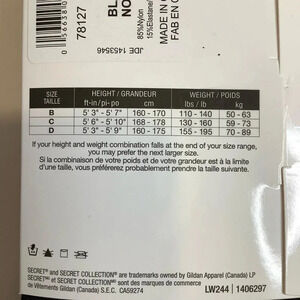 0 56638 10
78127
BL
NO
JDE 1453546
85%Nylon
15%Elastane/
MADE IN
FAB EN C
SIZE TAILLE HEIGHT / GRANDEUR WEIGHT / POIDS
ft-in / pi-po cm lbs / lb kg
B 5' 3" - 5' 7" 160 - 170 110 - 140 50 - 63
C 5' 6" - 5' 10" 168 - 178 130 - 160 59 - 73
D 5' 3" - 5' 9" 160 - 175 155 - 195 70 - 89
If your height and weight combination falls at the end of your size range,
you may prefer the next larger size.
Si la combinaison de votre poids et de votre grandeur est à la limite
d'une taille, vous préférerez probablement prendre la taille suivante.
SECRET® and SECRET COLLECTION® are trademarks owned by Gildan Apparel (Canada) LP
SECRET MD et SECRET COLLECTION MD sont des marques de commerce
de Vêtements Gildan (Canada) S.E.C. CA59274
LW244 | 1406297